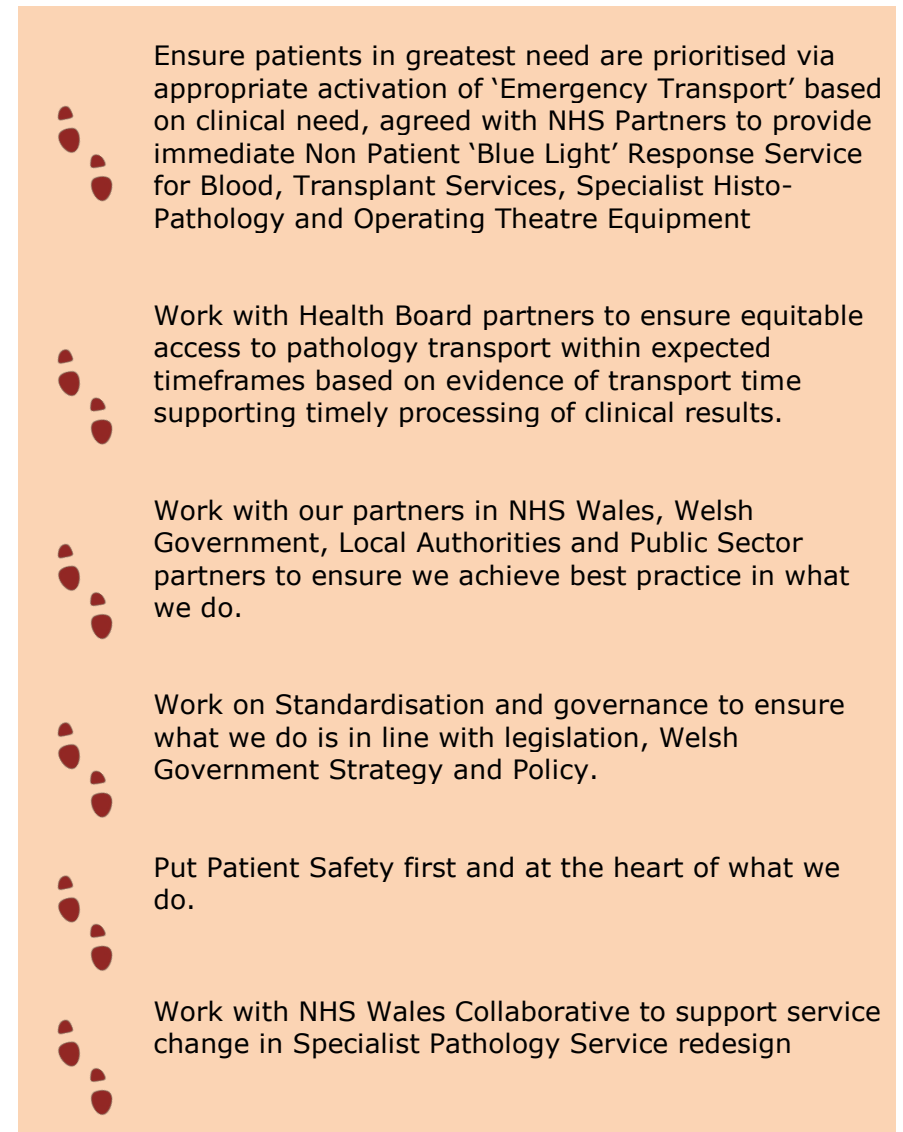 Ensure patients in greatest need are prioritised via
appropriate activation of ‘Emergency Transport’ based
on clinical need, agreed with NHS Partners to provide
immediate Non Patient ‘Blue Light’ Response Service
for Blood, Transplant Services, Specialist Histo-
Pathology and Operating Theatre Equipment
Work with Health Board partners to ensure equitable
access to pathology transport within expected
timeframes based on evidence of transport time
supporting timely processing of clinical results.
Work with our partners in NHS Wales, Welsh
Government, Local Authorities and Public Sector
partners to ensure we achieve best practice in what
we do.
Work on Standardisation and governance to ensure
what we do is in line with legislation, Welsh
Government Strategy and Policy.
Put Patient Safety first and at the heart of what we
do.
Work with NHS Wales Collaborative to support service
change in Specialist Pathology Service redesign